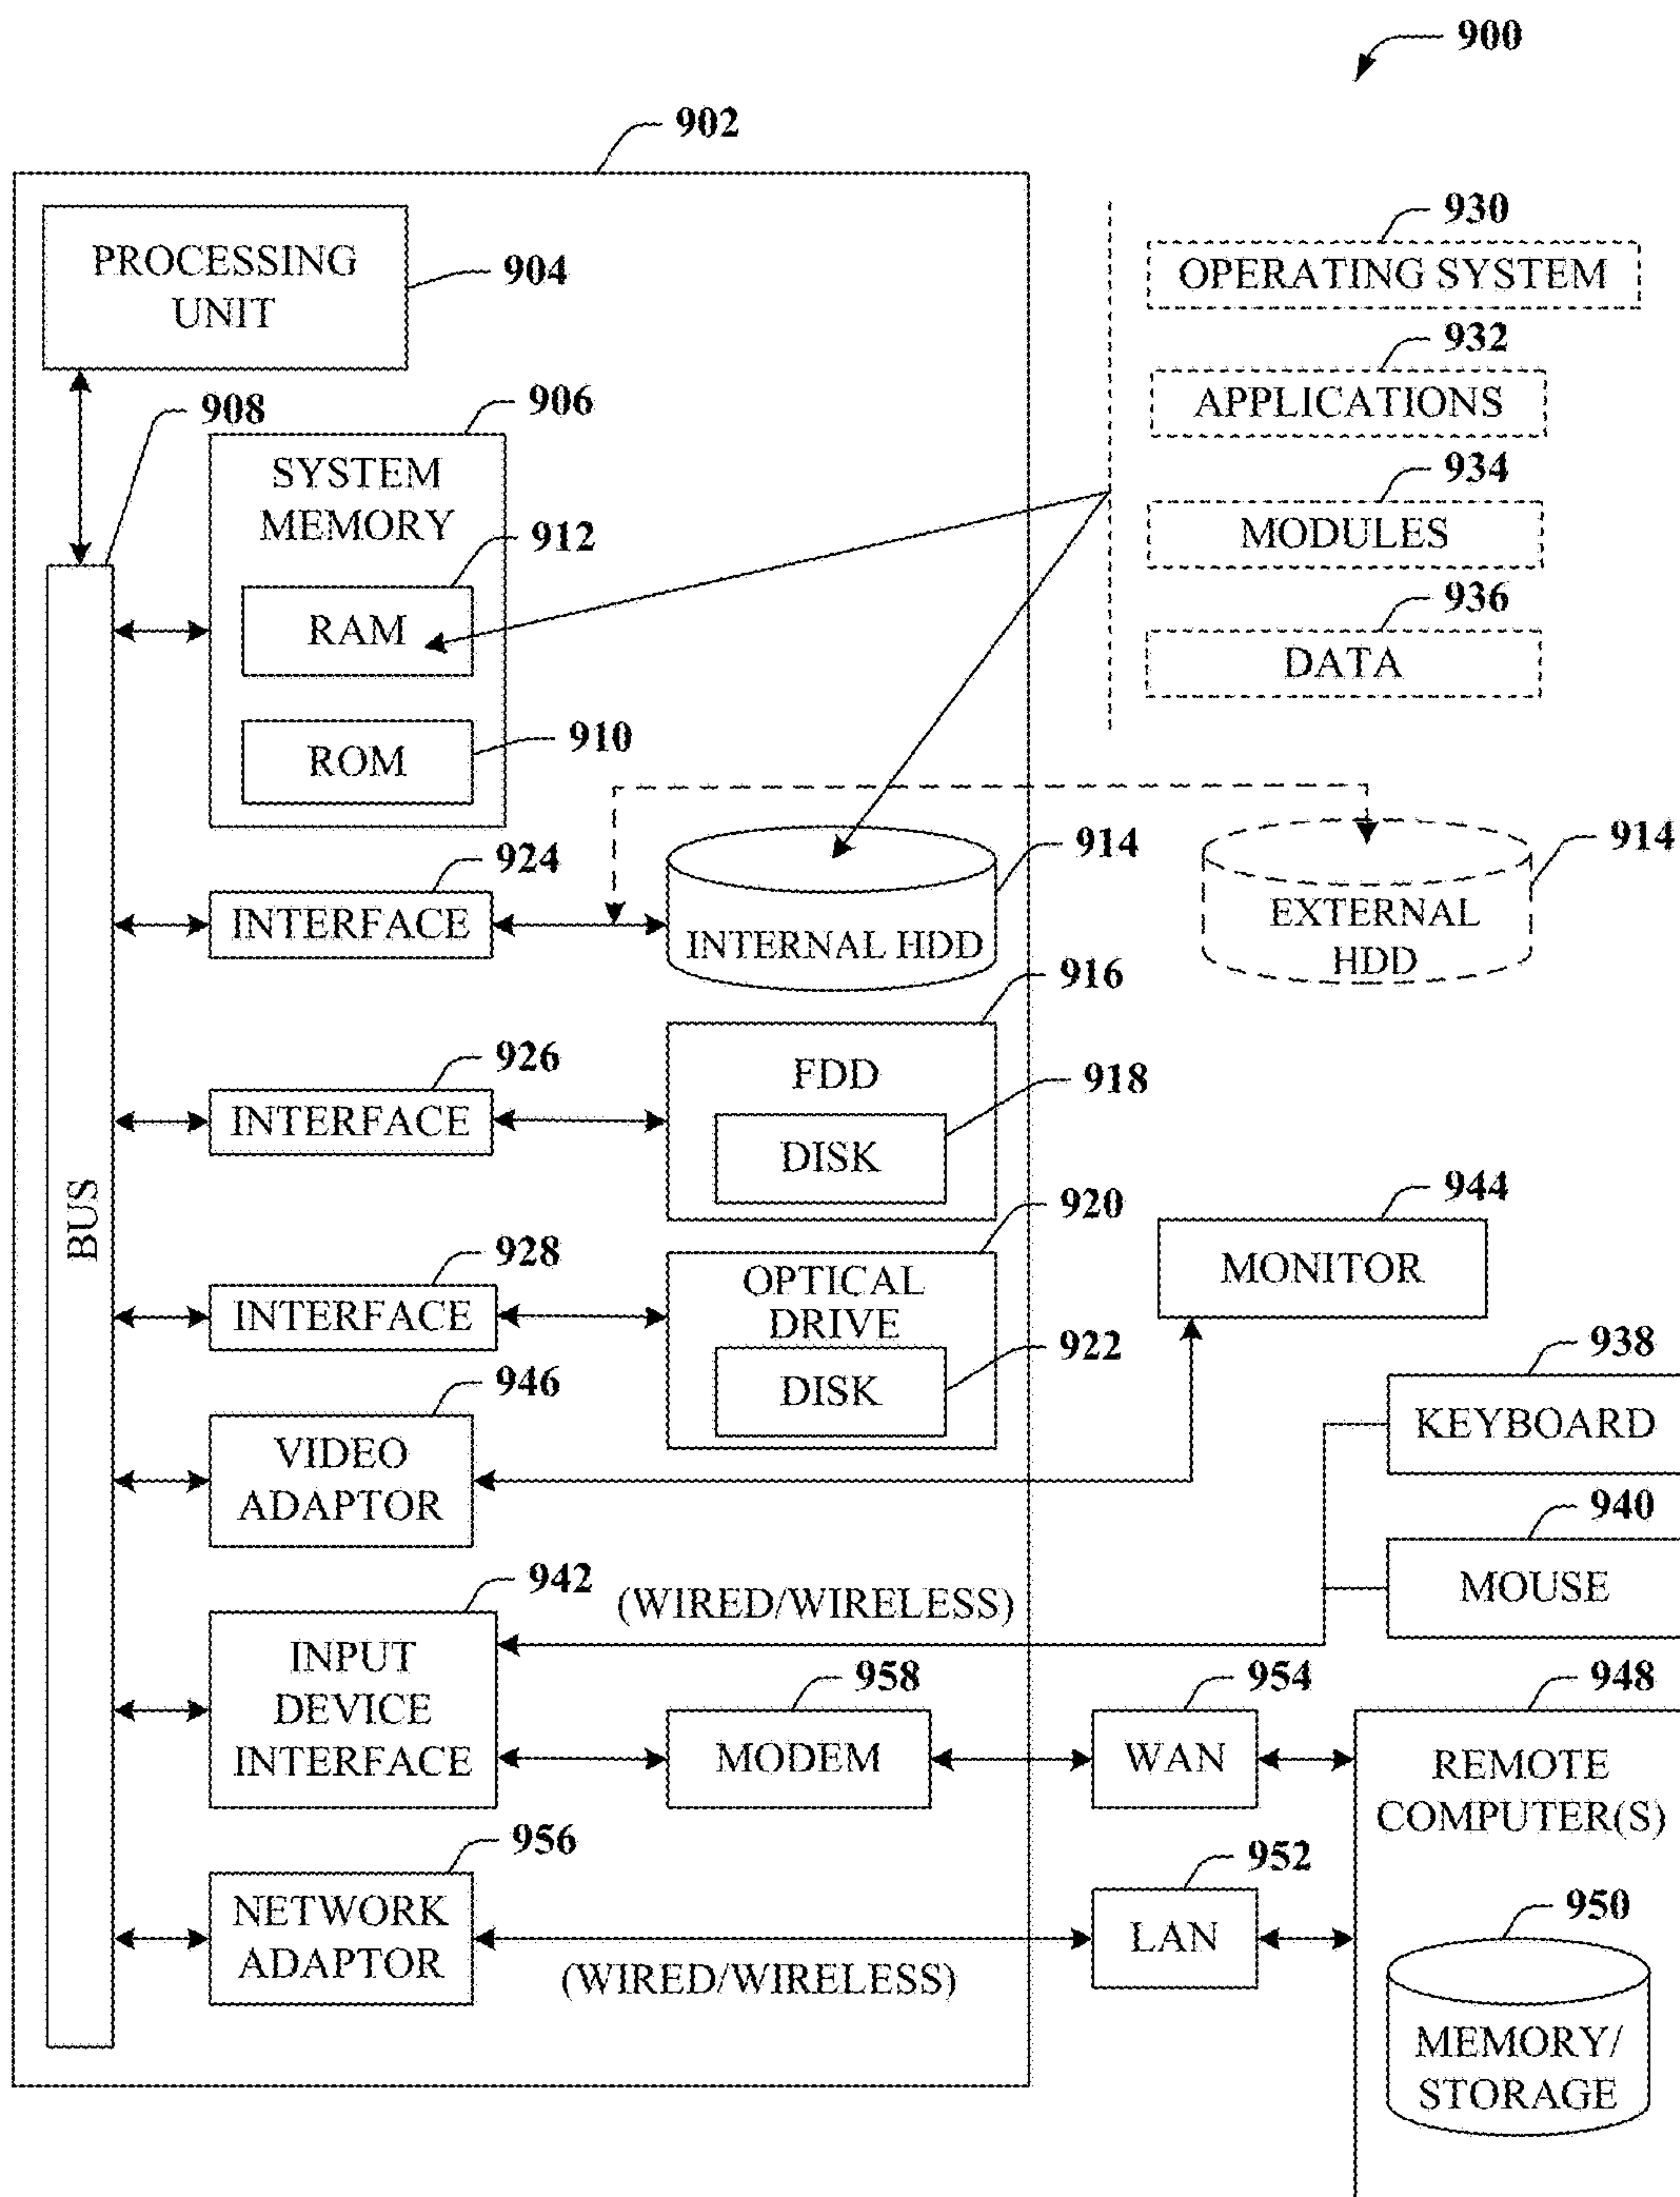 900
902
PROCESSING
UNIT
904
930
OPERATING SYSTEM
932
APPLICATIONS
934
MODULES
936
DATA
908
906
SYSTEM
MEMORY
912
RAM
910
ROM
BUS
924
INTERFACE
914
INTERNAL HDD
914
EXTERNAL
HDD
926
INTERFACE
916
FDD
918
DISK
928
INTERFACE
920
OPTICAL
DRIVE
922
DISK
944
MONITOR
946
VIDEO
ADAPTOR
938
KEYBOARD
940
MOUSE
942
(WIRED/WIRELESS)
INPUT
DEVICE
INTERFACE
958
MODEM
954
WAN
948
REMOTE
COMPUTER(S)
956
NETWORK
ADAPTOR
(WIRED/WIRELESS)
952
LAN
950
MEMORY/
STORAGE